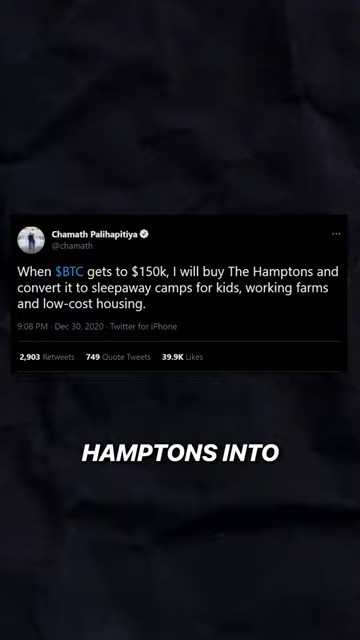 Chamath Palihapitiya
@chamath
When $BTC gets to $150k, I will buy The Hamptons and
convert it to sleepaway camps for kids, working farms
and low-cost housing.
9:08 PM · Dec 30, 2020 · Twitter for iPhone
2,903 Retweets 749 Quote Tweets 39.9K Likes
HAMPTONS INTO